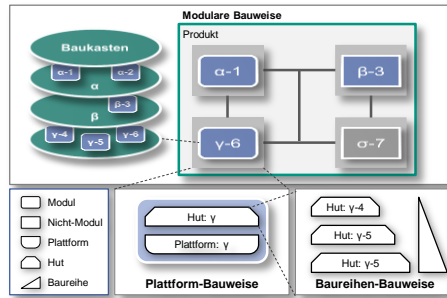 Modulare Bauweise
Produkt
Baukasten
α-1
α-2
α
β-3
β
γ-4
γ-5
γ-6
α-1
β-3
γ-6
σ-7
Modul
Nicht-Modul
Plattform
Hut
Baureihe
Hut: γ
Plattform: γ
Plattform-Bauweise
Hut: γ-4
Hut: γ-5
Hut: γ-5
Baureihen-Bauweise